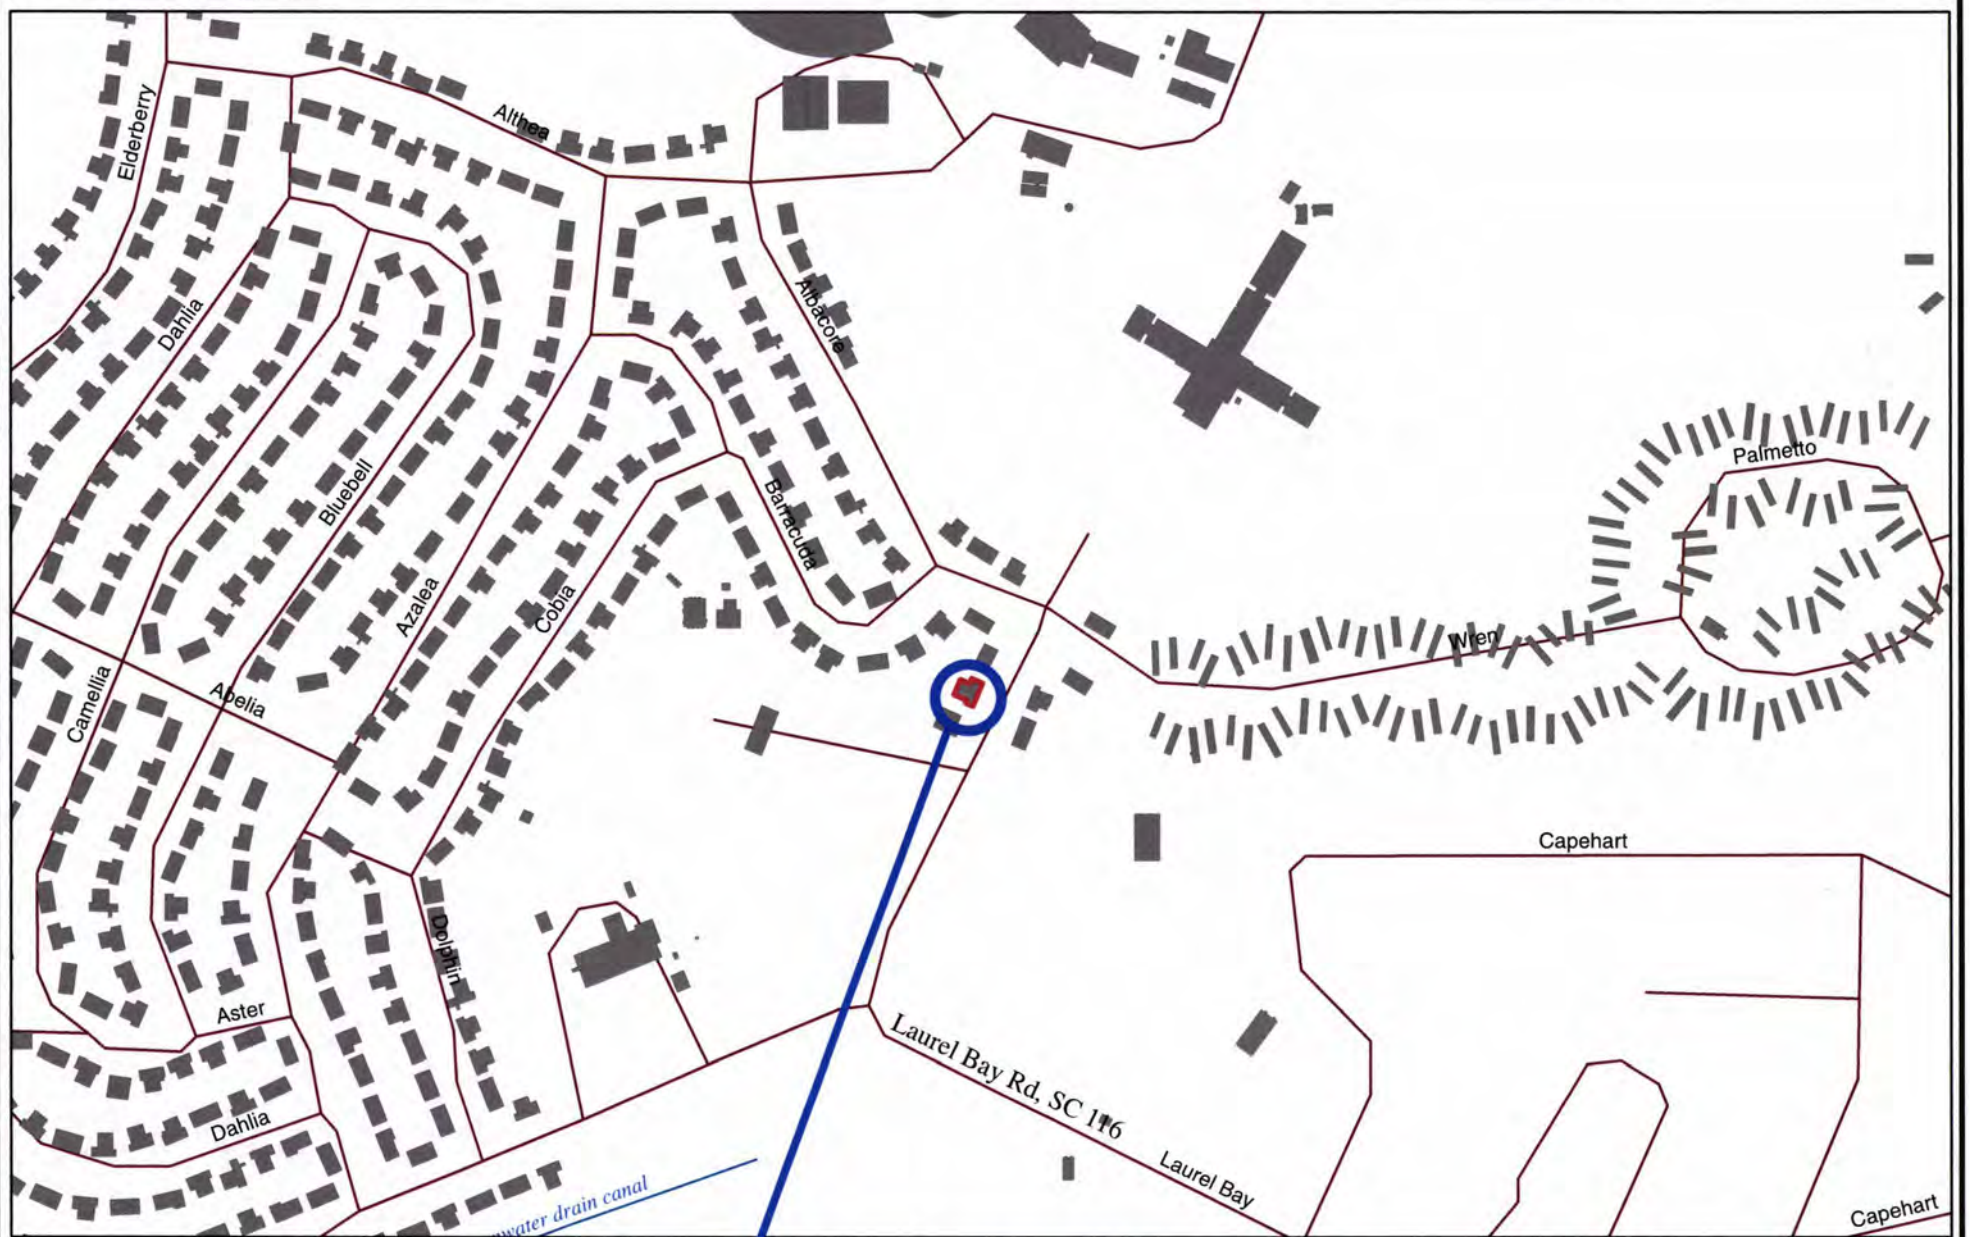 Elderberry
Althea
Dahlia
Albacore
Palmetto
Bluebell
Barracuda
Azalea
Cobia
Wren
Camellia
Abelia
Capehart
Dolphin
Aster
Laurel Bay Rd, SC 116
Dahlia
Laurel Bay
drain canal
Capehart